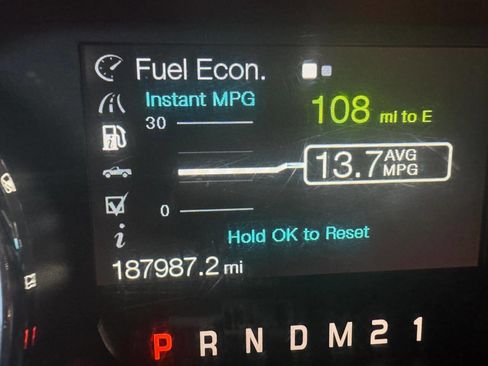 Fuel Econ.
Instant MPG
108 mi to E
30
13.7 AVG MPG
0
Hold OK to Reset
187987.2 mi
P R N D M 2 1